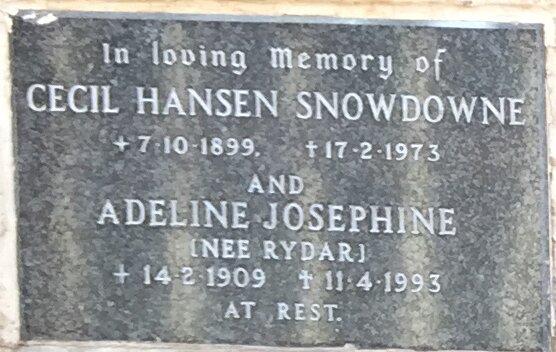 In loving Memory of
CECIL HANSEN SNOWDOWNE
+ 7·10·1899. †17-2-1973
AND
ADELINE JOSEPHINE
(NEE RYDAR)
+ 14·2·1909 † 11·4·1993
AT REST.